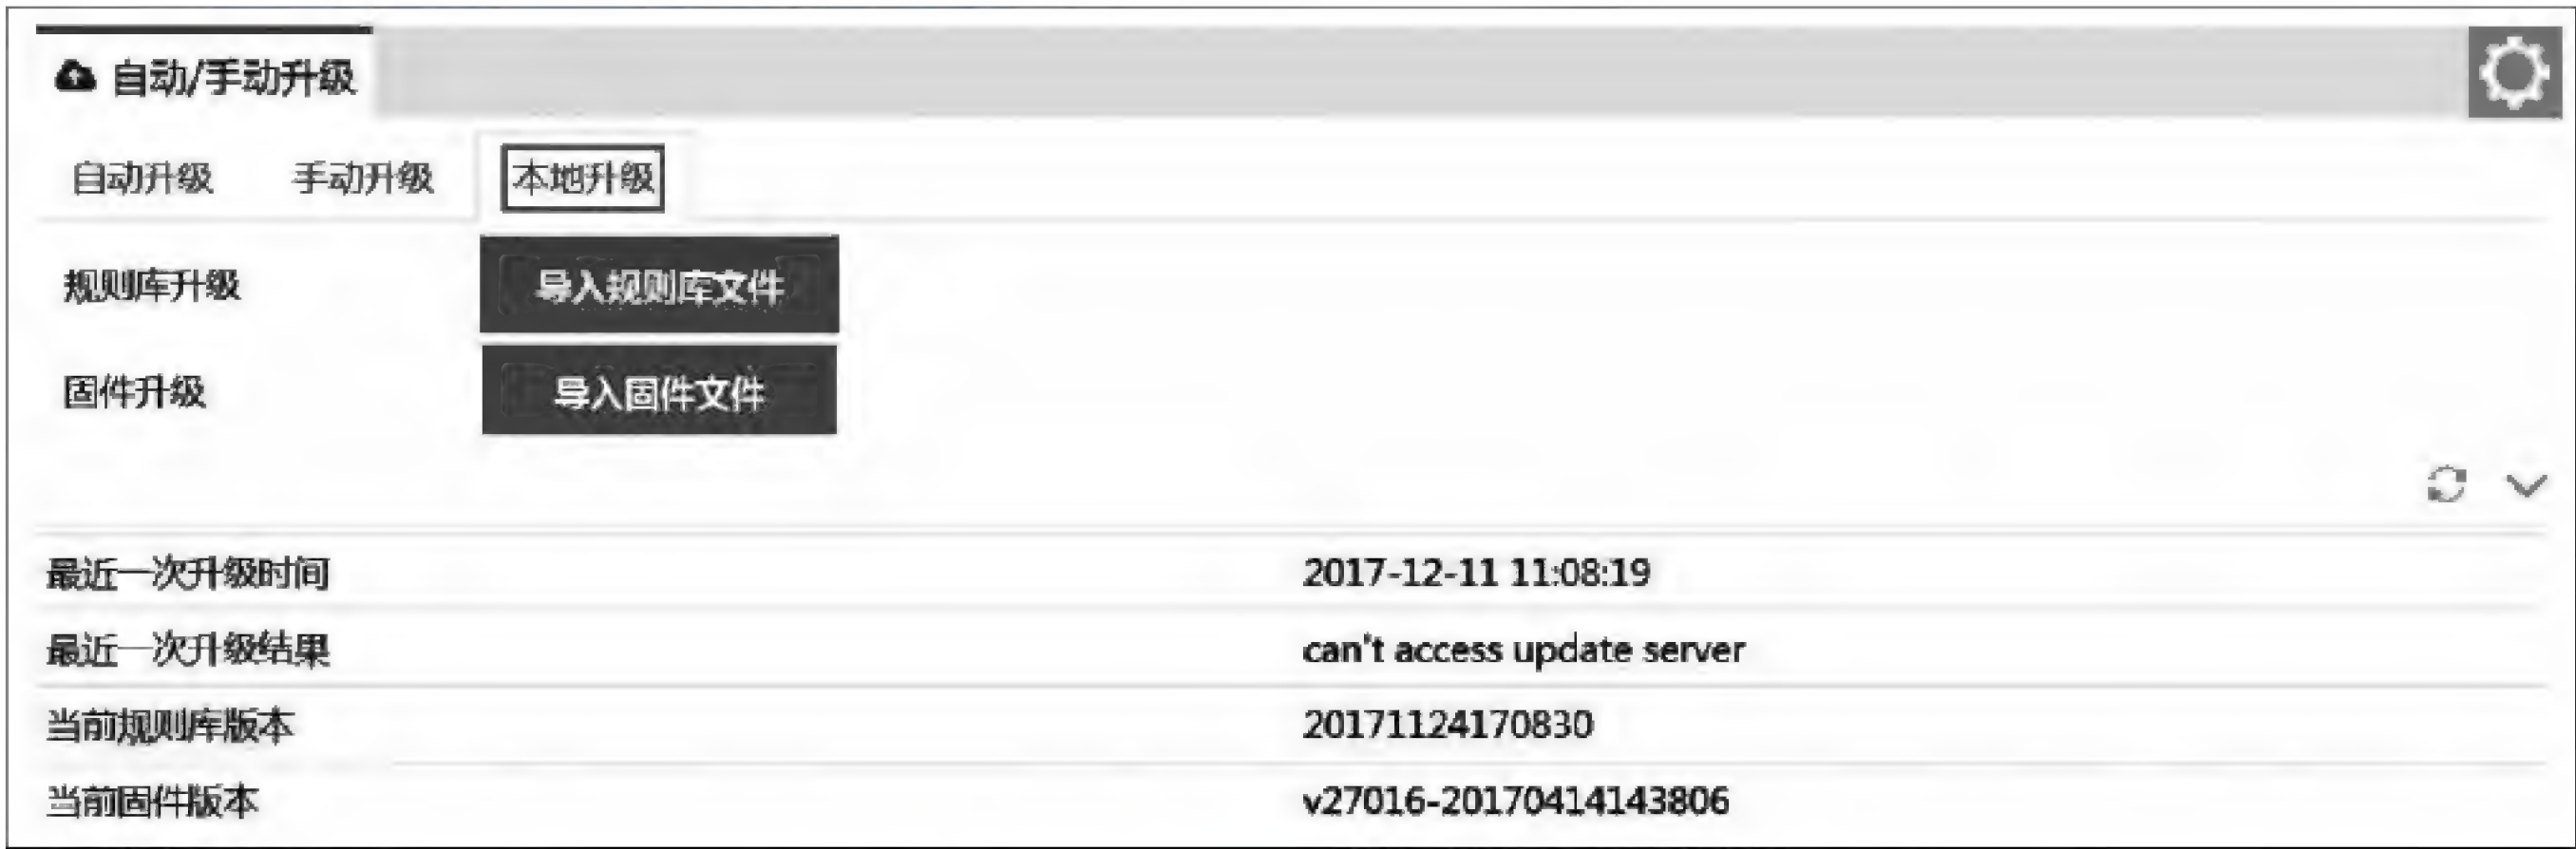 自动/手动升级
自动升级 手动升级 本地升级
规则库升级 导入规则库文件
固件升级 导入固件文件
最近一次升级时间 2017-12-11 11:08:19
最近一次升级结果 can't access update server
当前规则库版本 20171124170830
当前固件版本 v27016-20170414143806